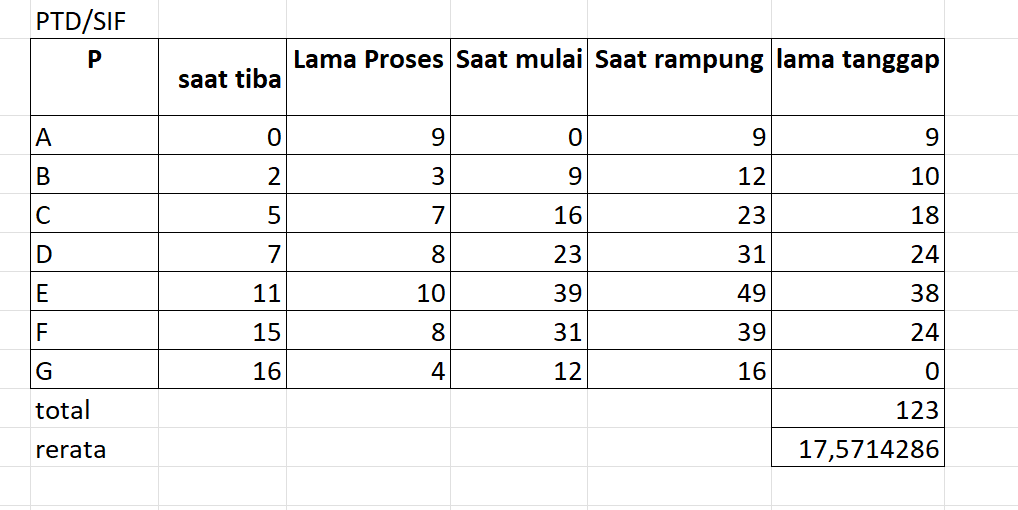 PTD/SIF
P saat tiba Lama Proses Saat mulai Saat rampung lama tanggap
A 0 9 0 9 9
B 2 3 9 12 10
C 5 7 16 23 18
D 7 8 23 31 24
E 11 10 39 49 38
F 15 8 31 39 24
G 16 4 12 16 0
total 123
rerata 17,5714286